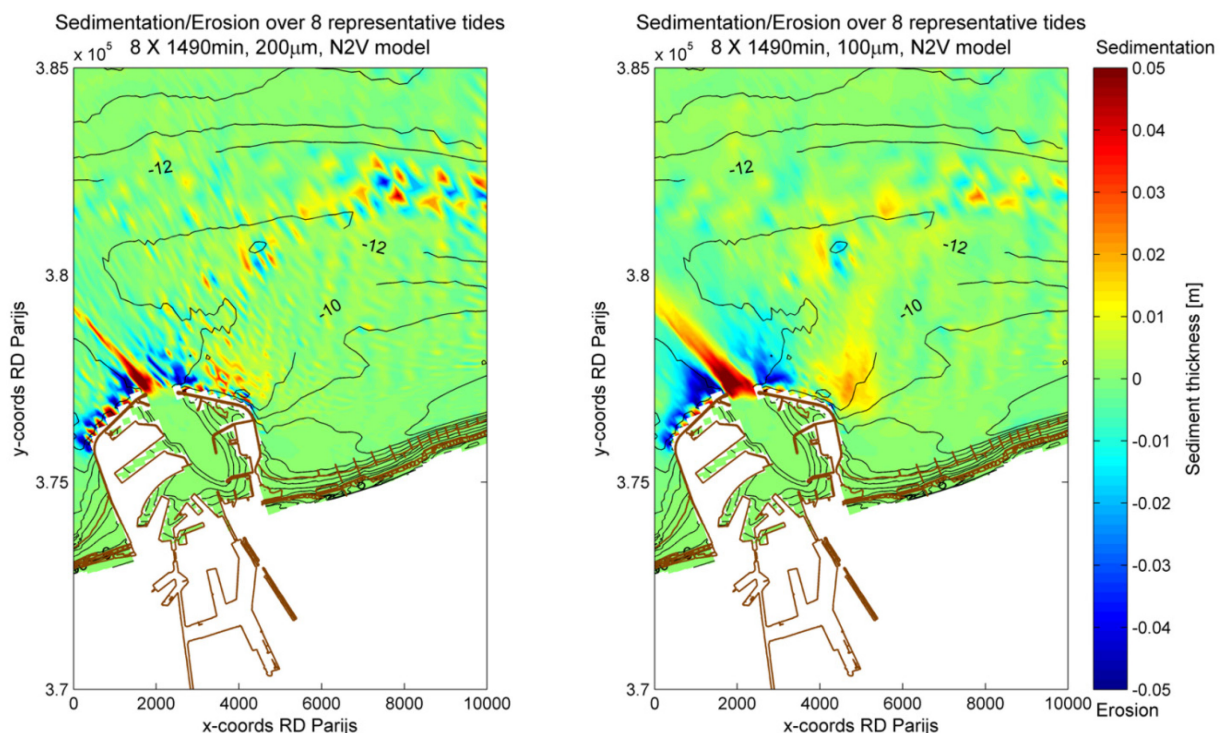 Sedimentation/Erosion over 8 representative tides
8 X 1490min, 200μm, N2V model
x 10⁵
3.85
3.8
3.75
3.7
y-coords RD Parijs
0
2000
4000
6000
8000
10000
x-coords RD Parijs
-12
-12
-10
Sedimentation/Erosion over 8 representative tides
8 X 1490min, 100μm, N2V model
x 10⁵
3.85
3.8
3.75
3.7
y-coords RD Parijs
0
2000
4000
6000
8000
10000
x-coords RD Parijs
-12
-12
-10
Sedimentation
0.05
0.04
0.03
0.02
0.01
0
-0.01
-0.02
-0.03
-0.04
-0.05
Erosion
Sediment thickness [m]